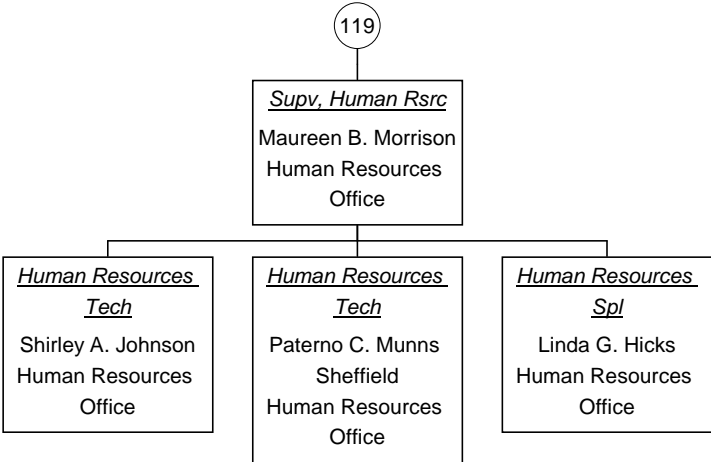 119
Supv, Human Rsrc
Maureen B. Morrison
Human Resources
Office
Human Resources
Tech
Shirley A. Johnson
Human Resources
Office
Human Resources
Tech
Paterno C. Munns
Sheffield
Human Resources
Office
Human Resources
Spl
Linda G. Hicks
Human Resources
Office